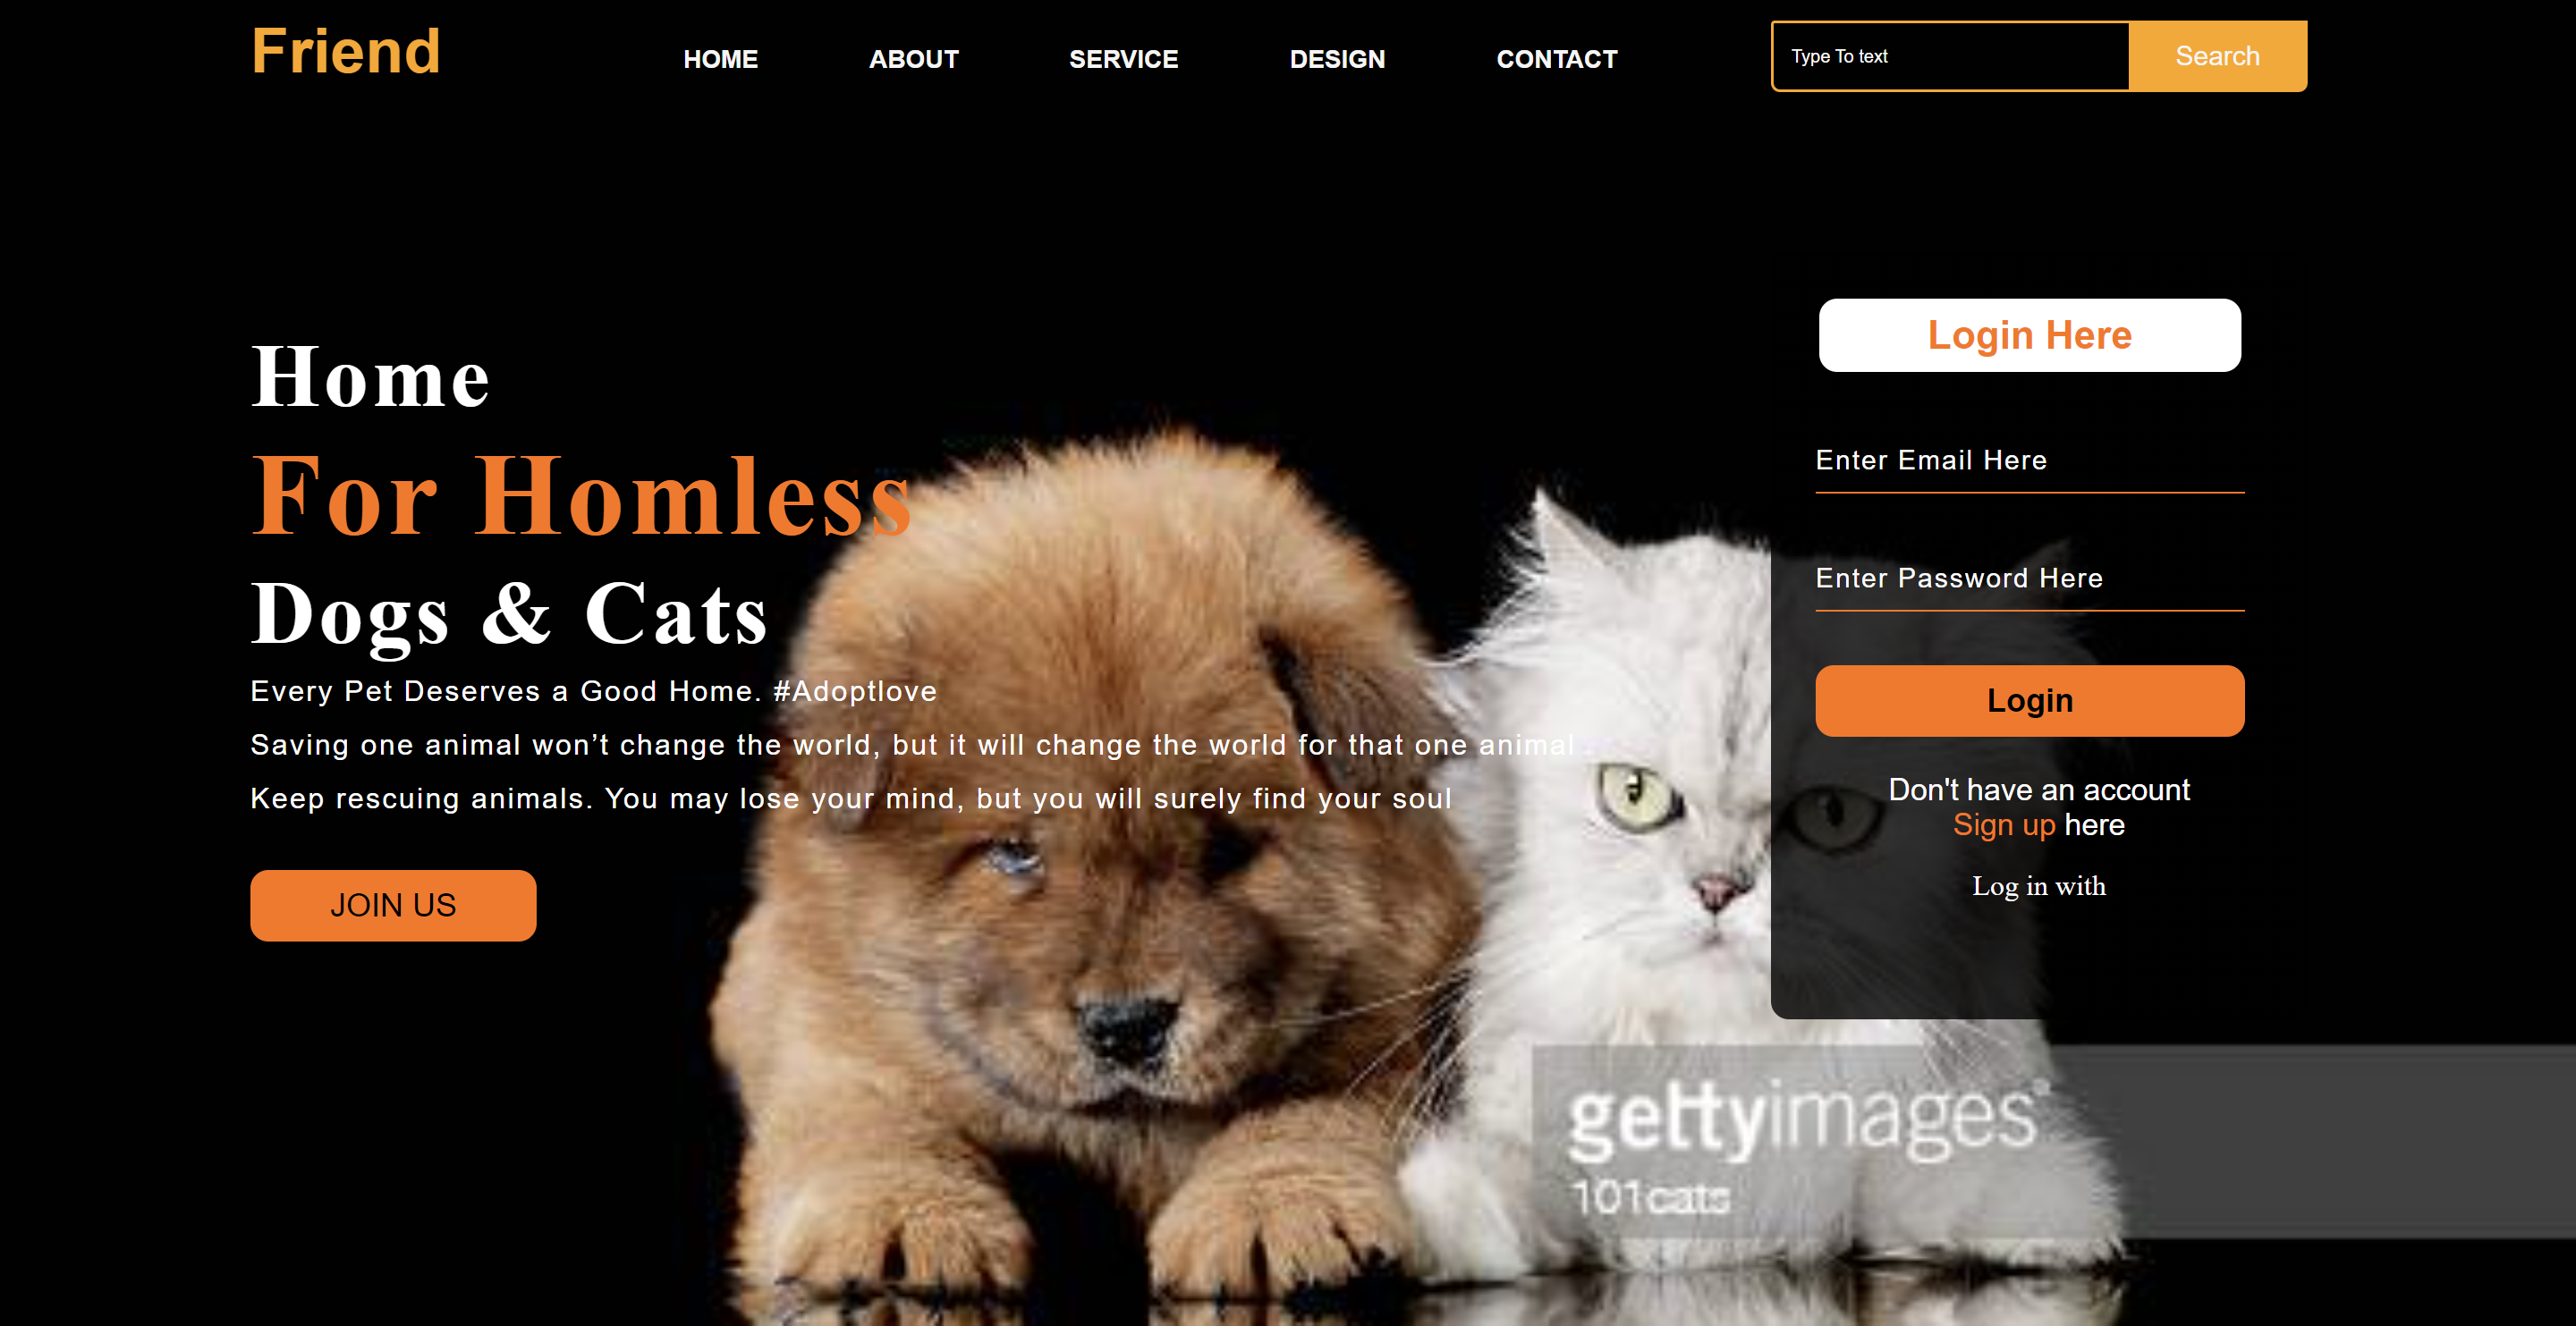 Friend
HOME ABOUT SERVICE DESIGN CONTACT
Type To text Search
Home
For Homless
Dogs & Cats
Every Pet Deserves a Good Home. #Adoptlove
Saving one animal won’t change the world, but it will change the world for that one animal
Keep rescuing animals. You may lose your mind, but you will surely find your soul
JOIN US
Login Here
Enter Email Here
Enter Password Here
Login
Don't have an account
Sign up here
Log in with
gettyimages®
101cats